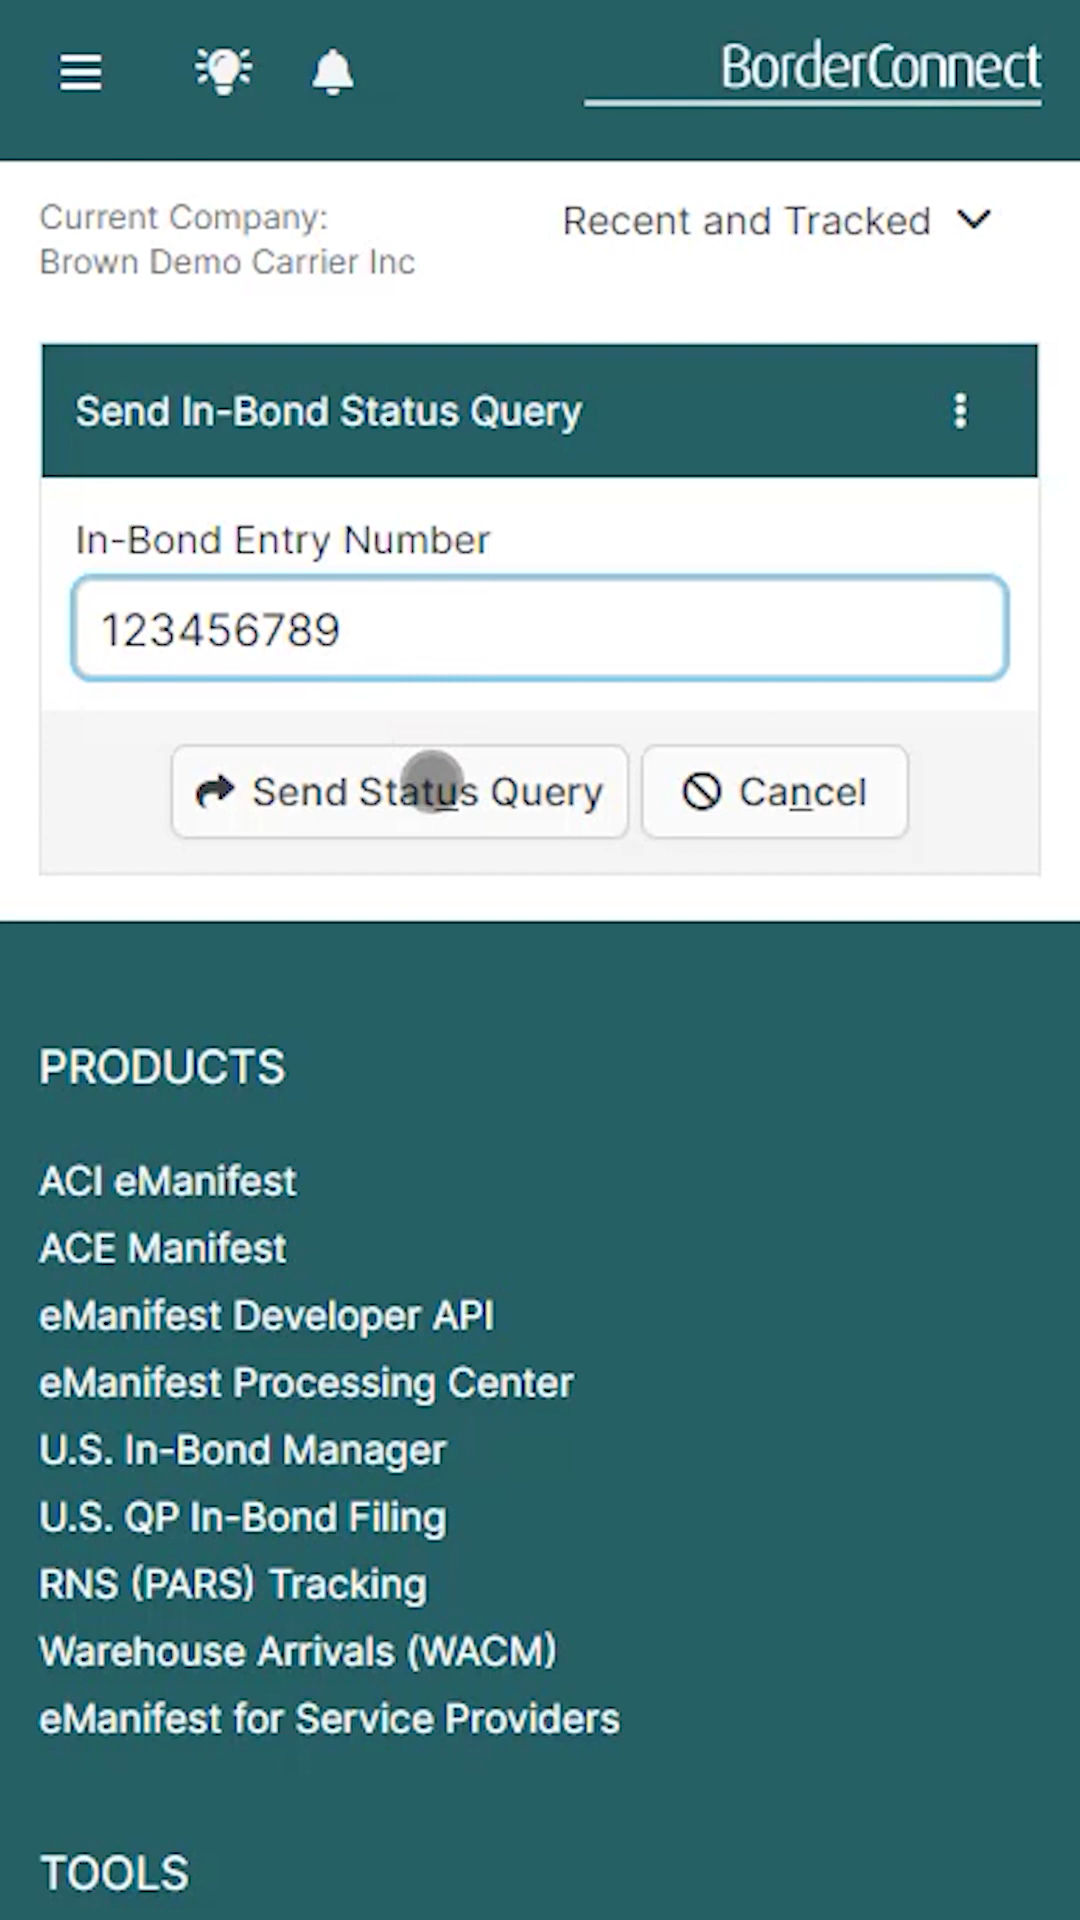 BorderConnect
Current Company:
Brown Demo Carrier Inc
Recent and Tracked
Send In-Bond Status Query
In-Bond Entry Number
123456789
Send Status Query
Cancel
PRODUCTS
ACI eManifest
ACE Manifest
eManifest Developer API
eManifest Processing Center
U.S. In-Bond Manager
U.S. QP In-Bond Filing
RNS (PARS) Tracking
Warehouse Arrivals (WACM)
eManifest for Service Providers
TOOLS